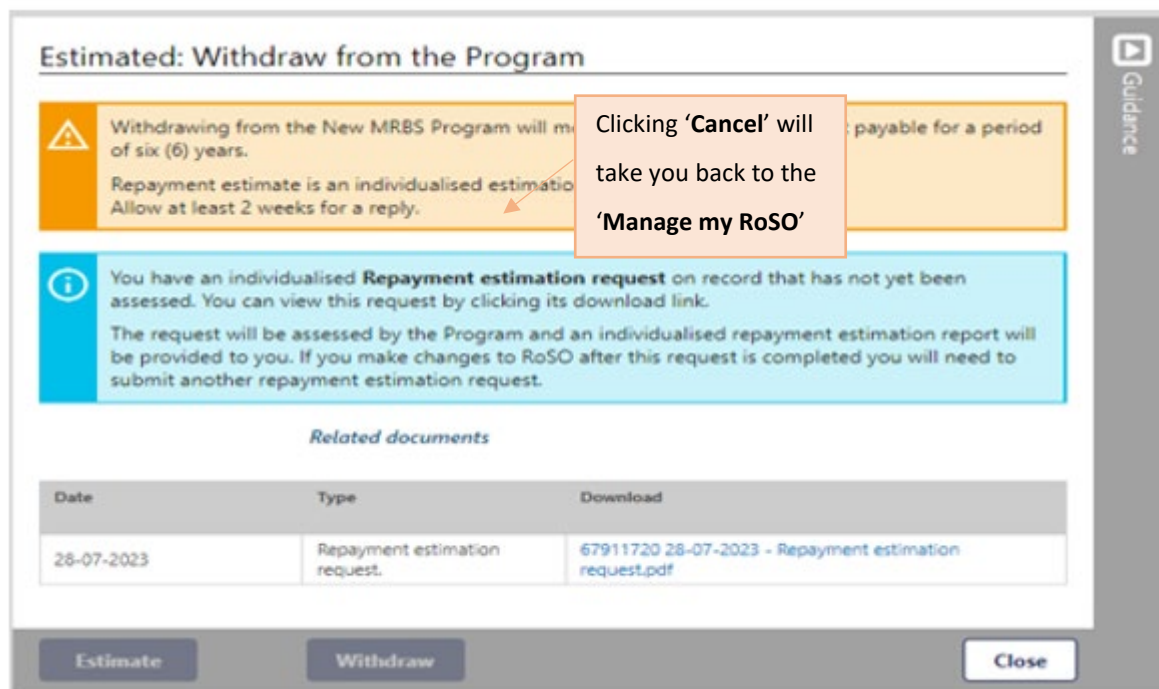 Estimated: Withdraw from the Program
Guidance
Withdrawing from the New MRBS Program will
payable for a period
of six (6) years.
Repayment estimate is an individualised
Allow at least 2 weeks for a reply.
Clicking ‘Cancel’ will
take you back to the
‘Manage my RoSO’
You have an individualised Repayment estimation request on record that has not yet been
assessed. You can view this request by clicking its download link.
The request will be assessed by the Program and an individualised repayment estimation report will
be provided to you. If you make changes to RoSO after this request is completed you will need to
submit another repayment estimation request.
Related documents
Date Type Download
28-07-2023 Repayment estimation request. 67911720 28-07-2023 - Repayment estimation request.pdf
Estimate Withdraw Close